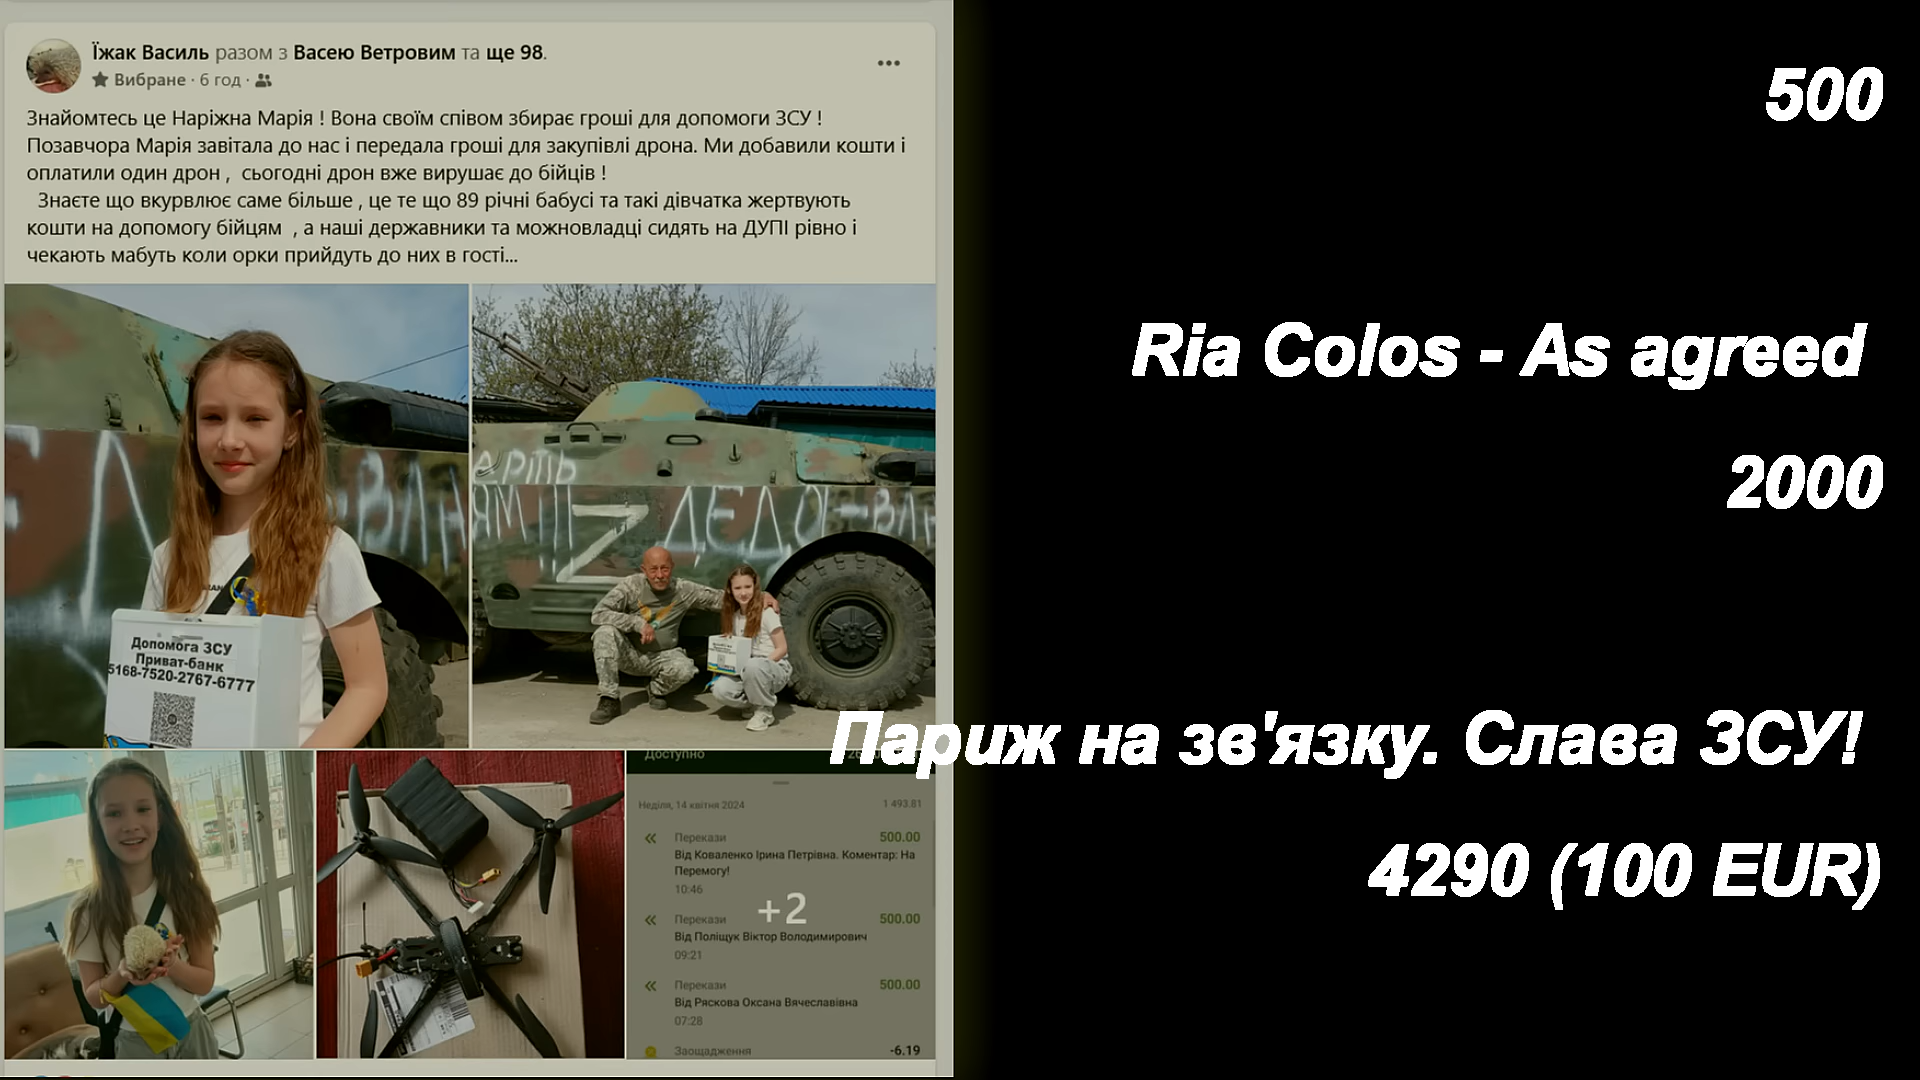 Їжак Василь разом з Васею Ветровим та ще 98.
Вибране · 6 год ·
Знайомтесь це Наріжна Марія ! Вона своїм співом збирає гроші для допомоги ЗСУ !
Позавчора Марія завітала до нас і передала гроші для закупівлі дрона. Ми добавили кошти і
оплатили один дрон , сьогодні дрон вже вирушає до бійців !
Знаєте що вкурвлює саме більше , це те що 89 річні бабусі та такі дівчатка жертвують
кошти на допомогу бійцям , а наші державники та можновладці сидять на ДУПІ рівно і
чекають мабуть коли орки прийдуть до них в гості...
Допомога ЗСУ
Приват-банк
5168-7520-2767-6777
Z ДЕДЫ-ВЛ
Доступно
Неділя, 14 квітня 2024
1 493.81
Перекази
500.00
Від Коваленко Ірина Петрівна. Коментар: На
Перемогу!
10:46
+2
Перекази
500.00
Від Поліщук Віктор Володимирович
09:21
Перекази
500.00
Від Ряскова Оксана Вячеславівна
07:28
Заощадження
-6.19
500
Ria Colos - As agreed
2000
Париж на зв'язку. Слава ЗСУ!
4290 (100 EUR)